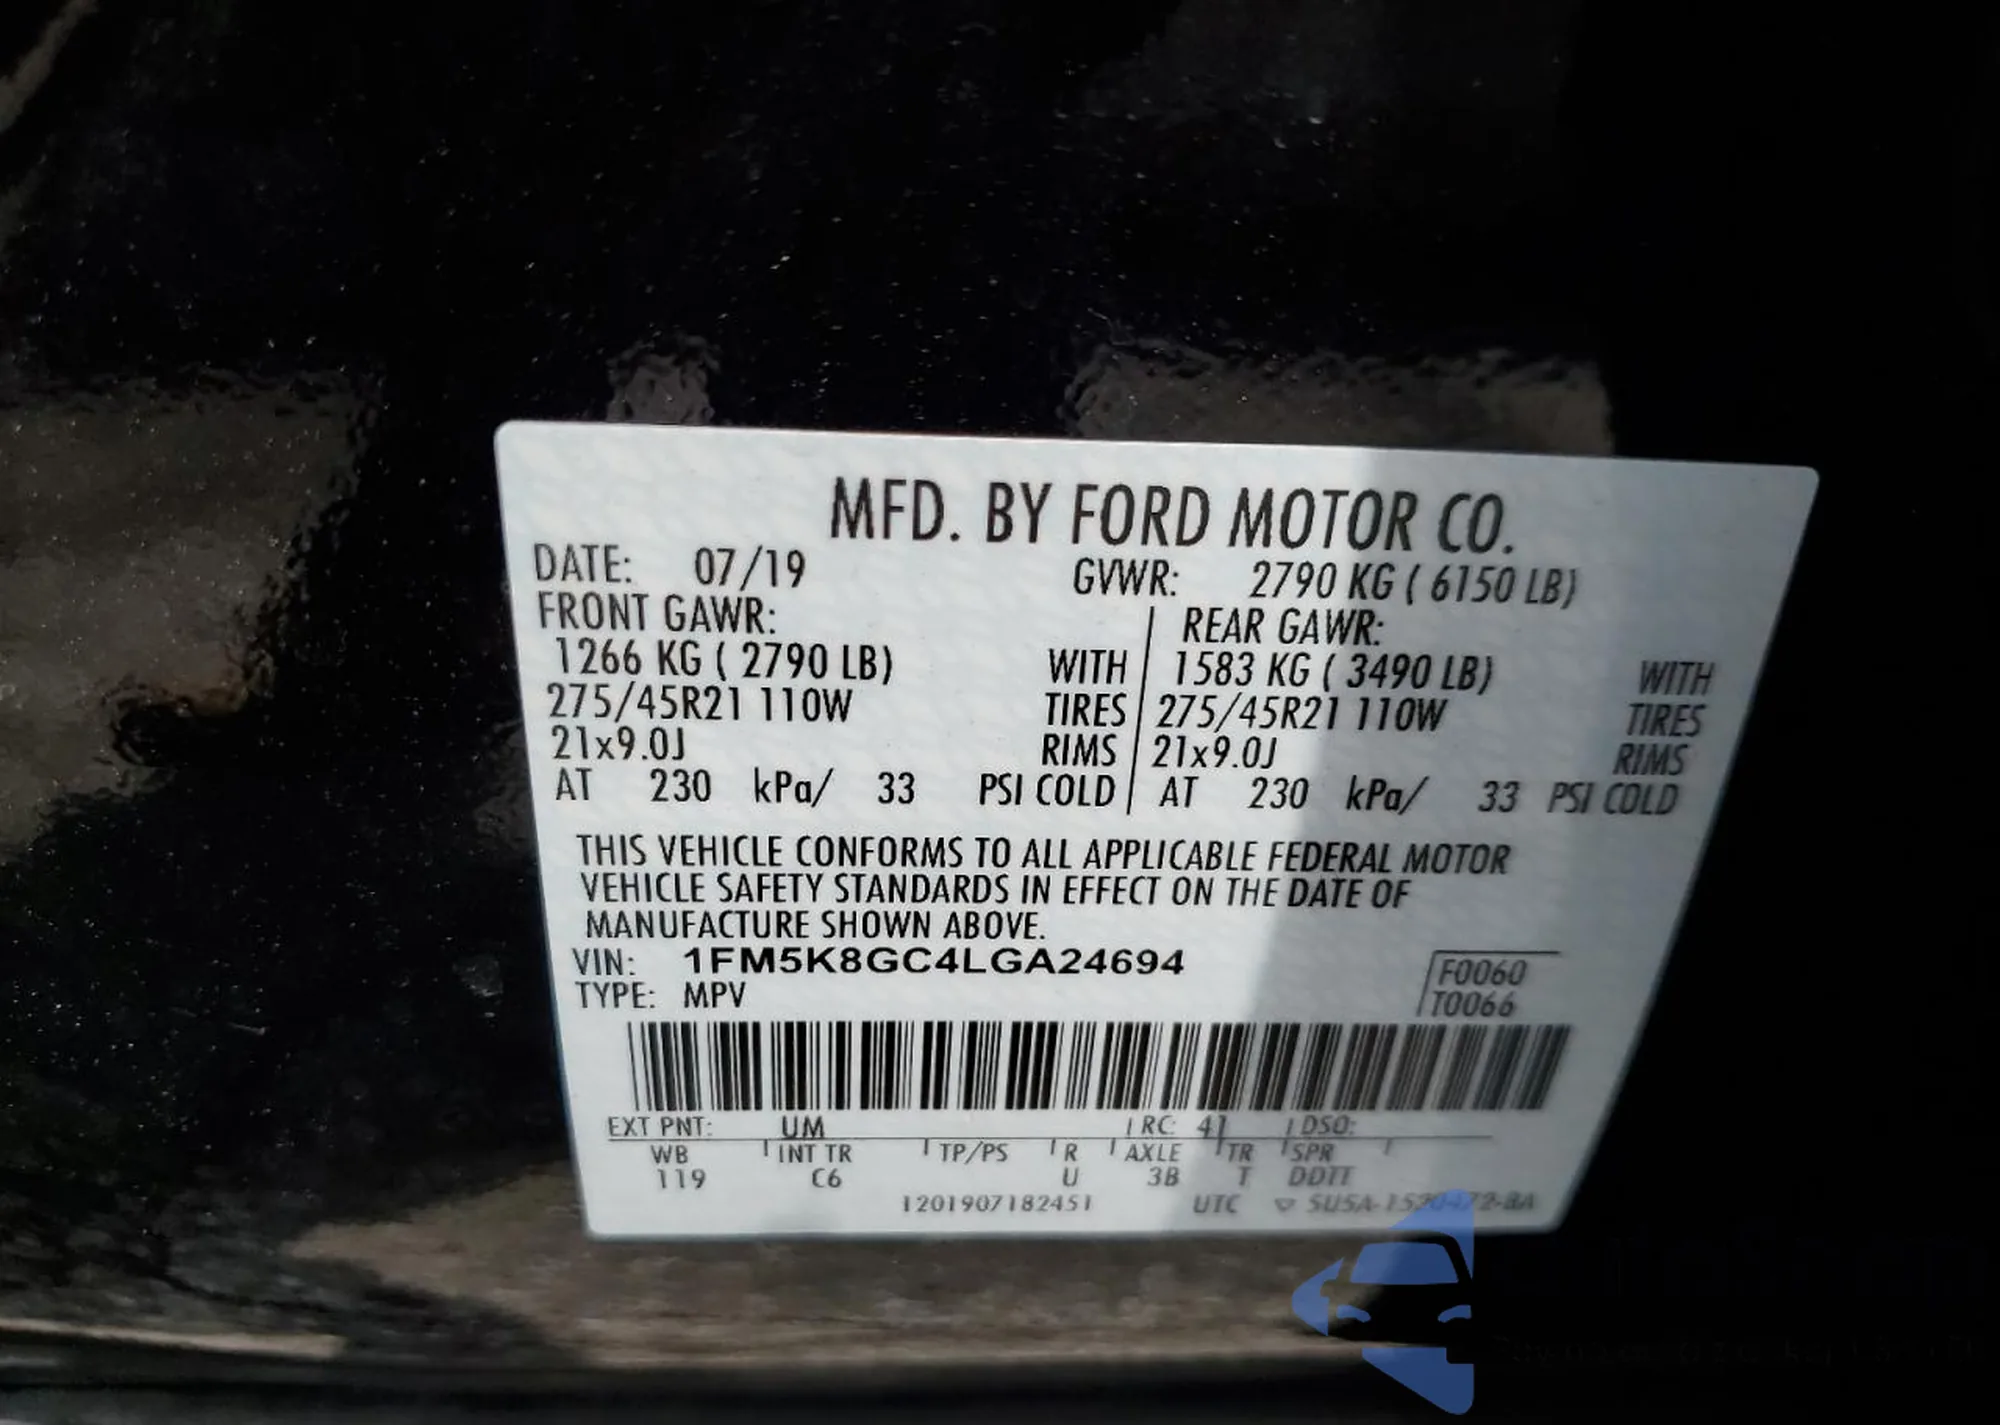 MFD. BY FORD MOTOR CO.
DATE: 07/19 GVWR: 2790 KG ( 6150 LB)
FRONT GAWR: REAR GAWR:
1266 KG ( 2790 LB) WITH 1583 KG ( 3490 LB) WITH
275/45R21 110W TIRES 275/45R21 110W TIRES
21x9.0J RIMS 21x9.0J RIMS
AT 230 kPa/ 33 PSI COLD AT 230 kPa/ 33 PSI COLD
THIS VEHICLE CONFORMS TO ALL APPLICABLE FEDERAL MOTOR
VEHICLE SAFETY STANDARDS IN EFFECT ON THE DATE OF
MANUFACTURE SHOWN ABOVE.
VIN: 1FM5K8GC4LGA24694
F0060
TYPE: MPV
T0066
EXT PNT: UM RC: 41 DSO:
WB INT TR TP/PS R AXLE TR SPR
119 C6 U 3B T DDTT
1201907182451 UTC SU5A-1520472-BA